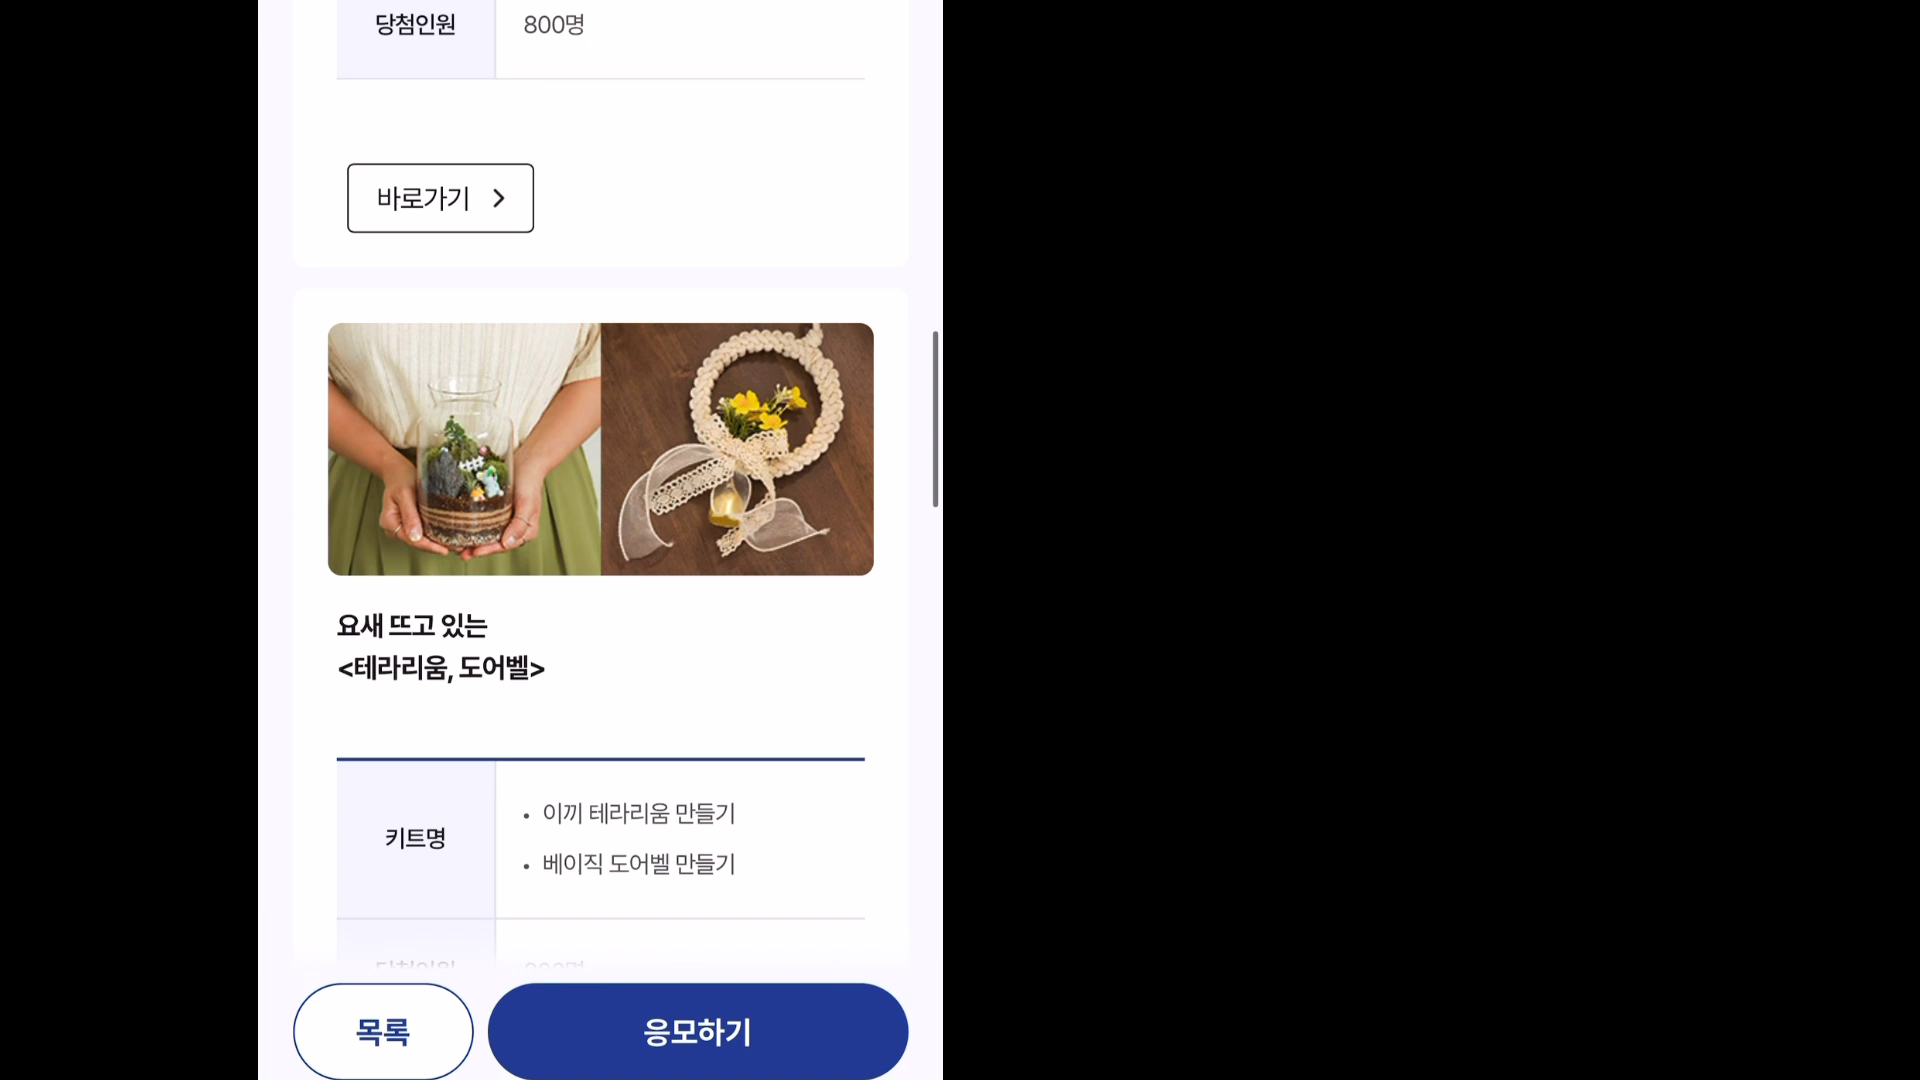 당첨인원 800명
바로가기
요새 뜨고 있는
<테라리움, 도어벨>
키트명
• 이끼 테라리움 만들기
• 베이직 도어벨 만들기
목록 응모하기